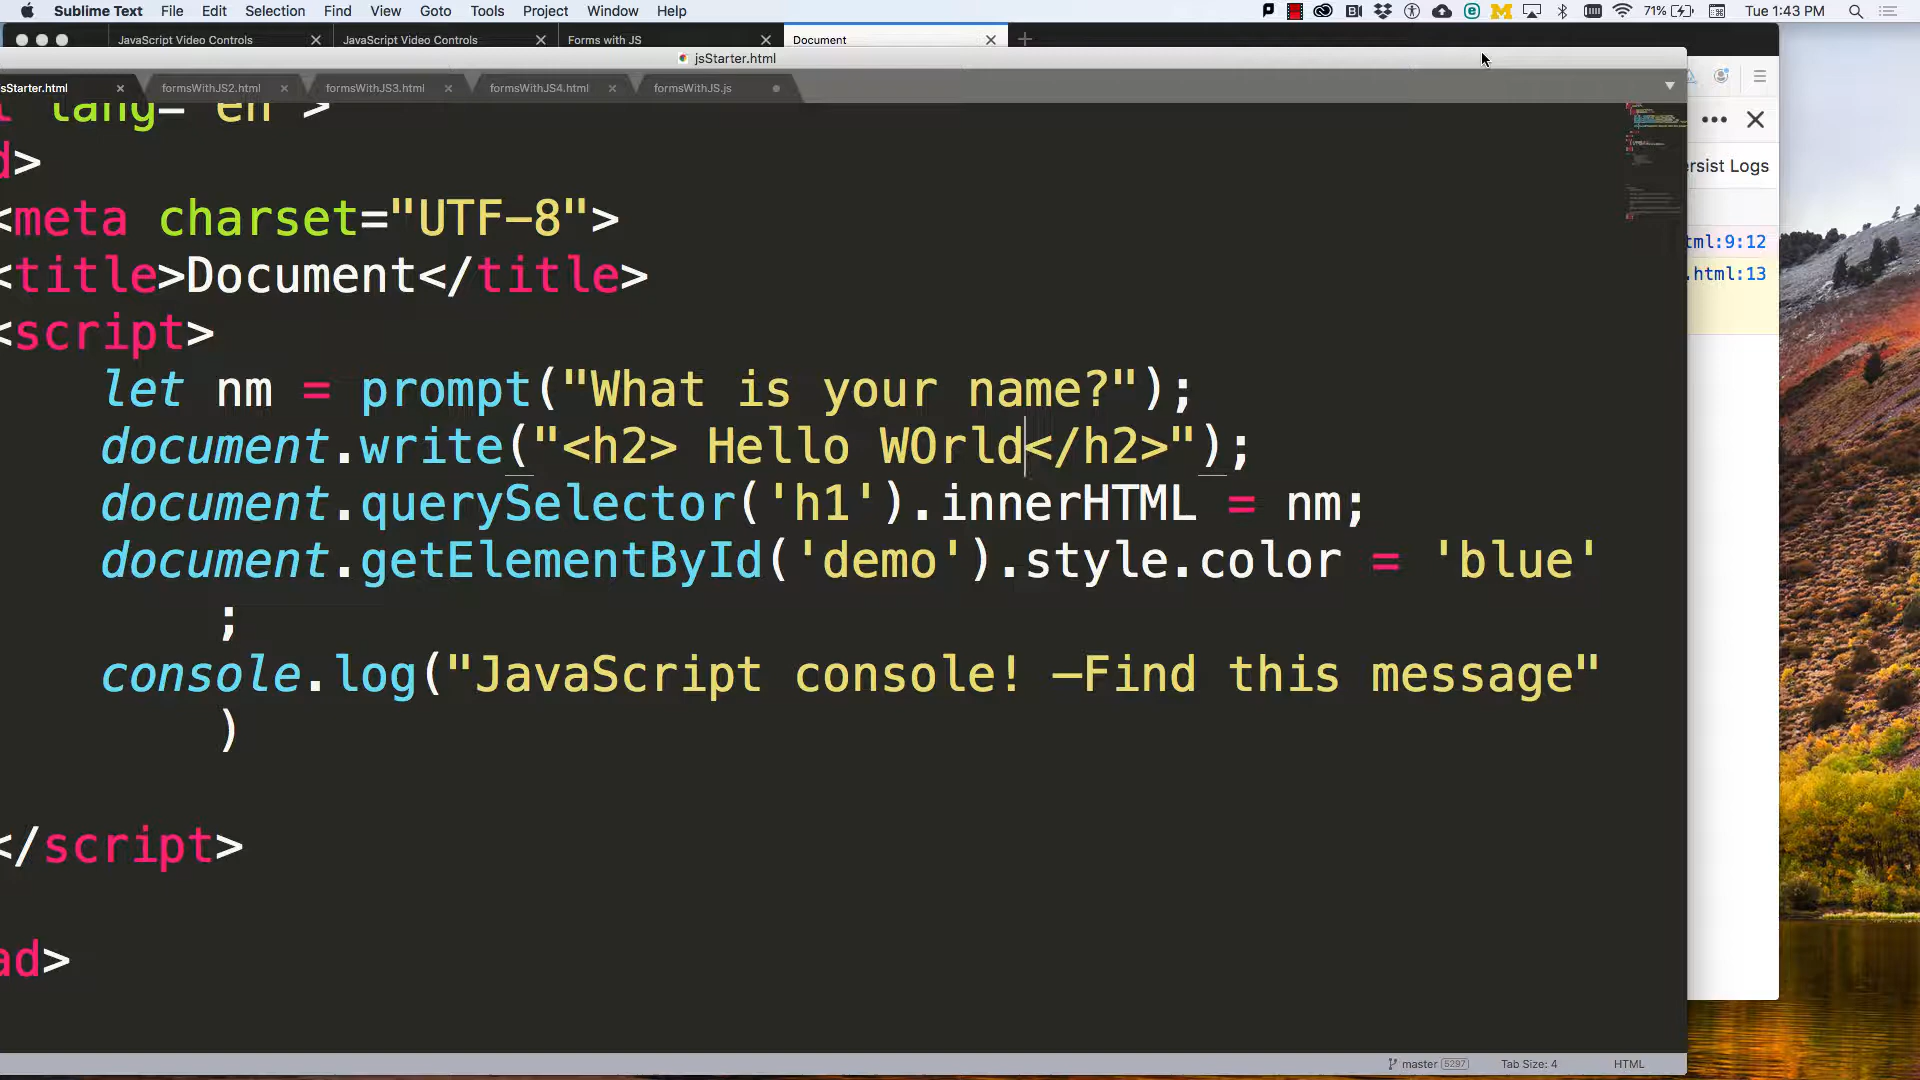 Sublime Text File Edit Selection Find View Goto Tools Project Window Help 71% Tue 1:43 PM
JavaScript Video Controls JavaScript Video Controls Forms with JS Document
jsStarter.html
sStarter.html formsWithJS2.html formsWithJS3.html formsWithJS4.html formsWithJS.js
lang="en">
d>
ersist Logs
<meta charset="UTF-8">
tml:9:12
<title>Document</title>
.html:13
<script>
let nm = prompt("What is your name?");
document.write("<h2> Hello WOrld</h2>");
document.querySelector('h1').innerHTML = nm;
document.getElementById('demo').style.color = 'blue'
;
console.log("JavaScript console! –Find this message"
)
</script>
ad>
master 5297 Tab Size: 4 HTML